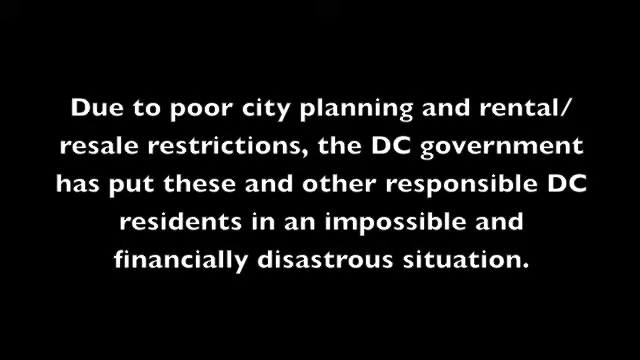 Due to poor city planning and rental/
resale restrictions, the DC government
has put these and other responsible DC
residents in an impossible and
financially disastrous situation.